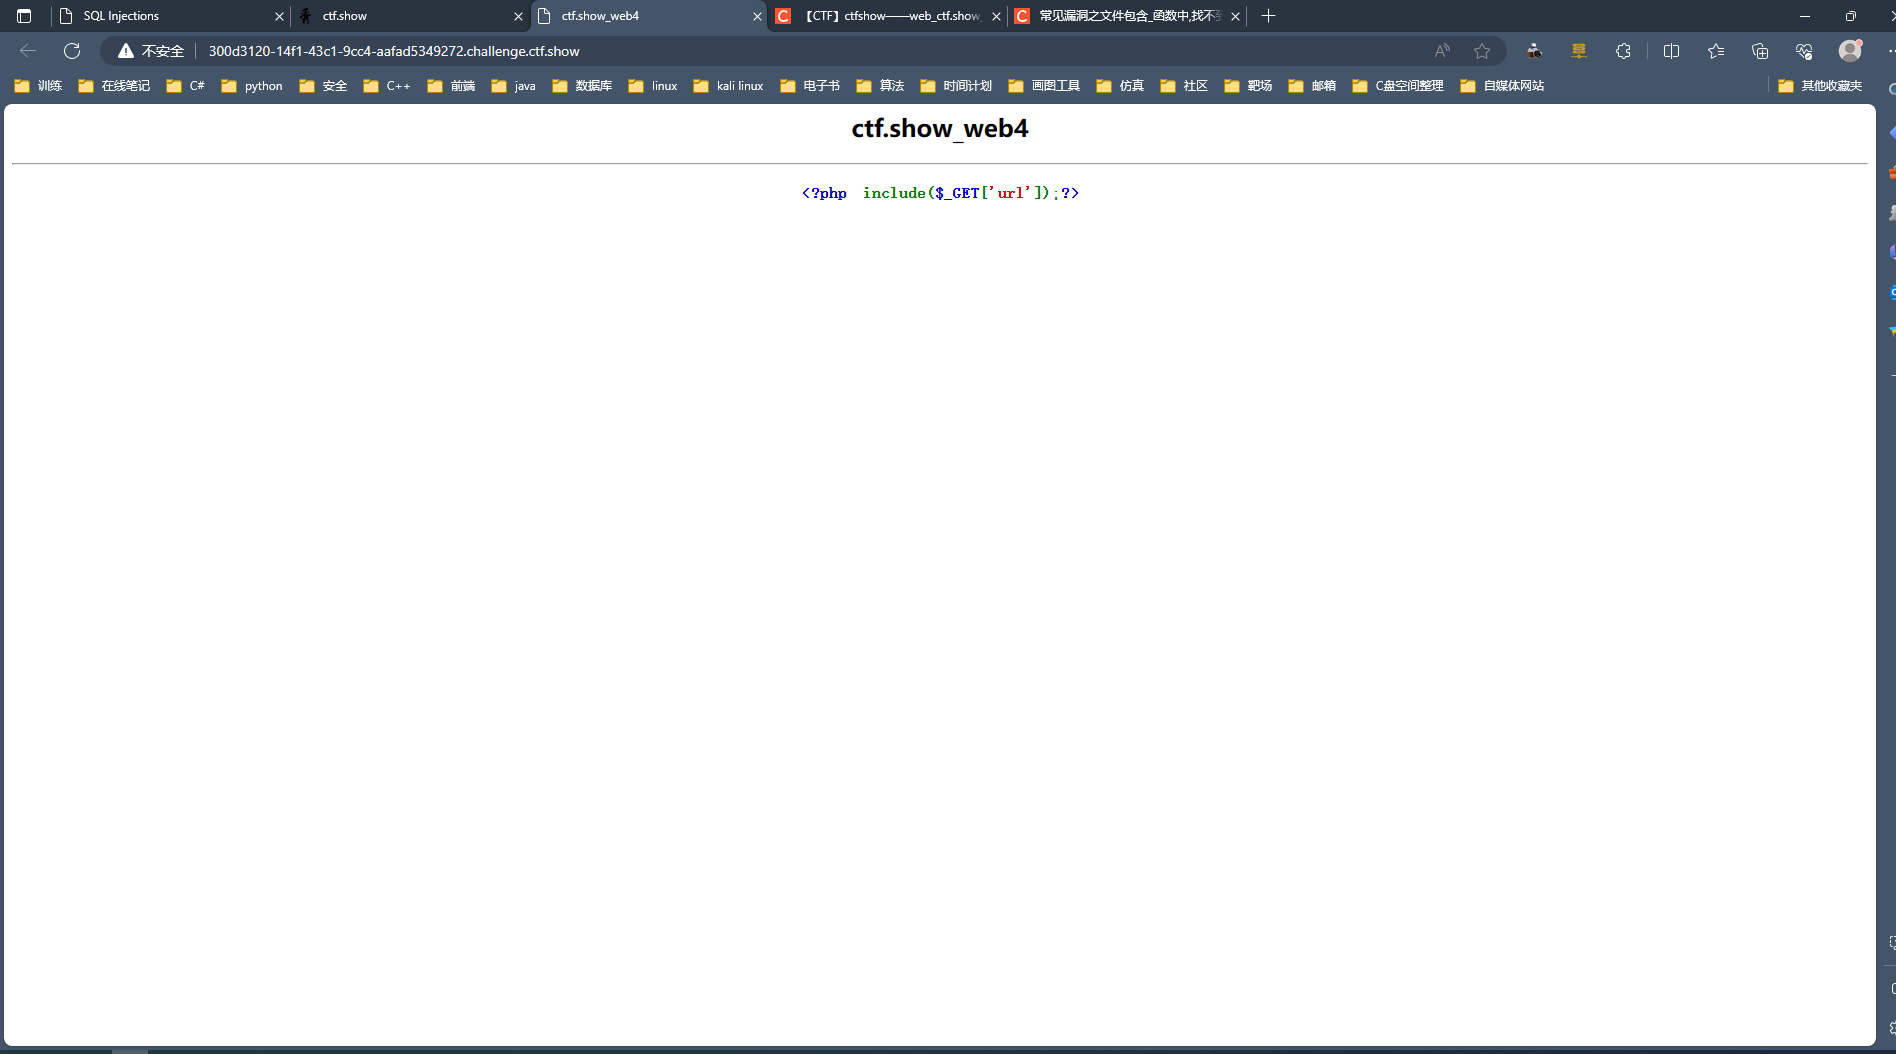 SQL Injections
ctf.show
ctf.show_web4
【CTF】ctfshow——web_ctf.show
常见漏洞之文件包含_函数中,找不
不安全
300d3120-14f1-43c1-9cc4-aafad5349272.challenge.ctf.show
训练
在线笔记
C#
python
安全
C++
前端
java
数据库
linux
kali linux
电子书
算法
时间计划
画图工具
仿真
社区
靶场
邮箱
C盘空间整理
自媒体网站
其他收藏夹
ctf.show_web4
<?php  include($_GET['url']);?>